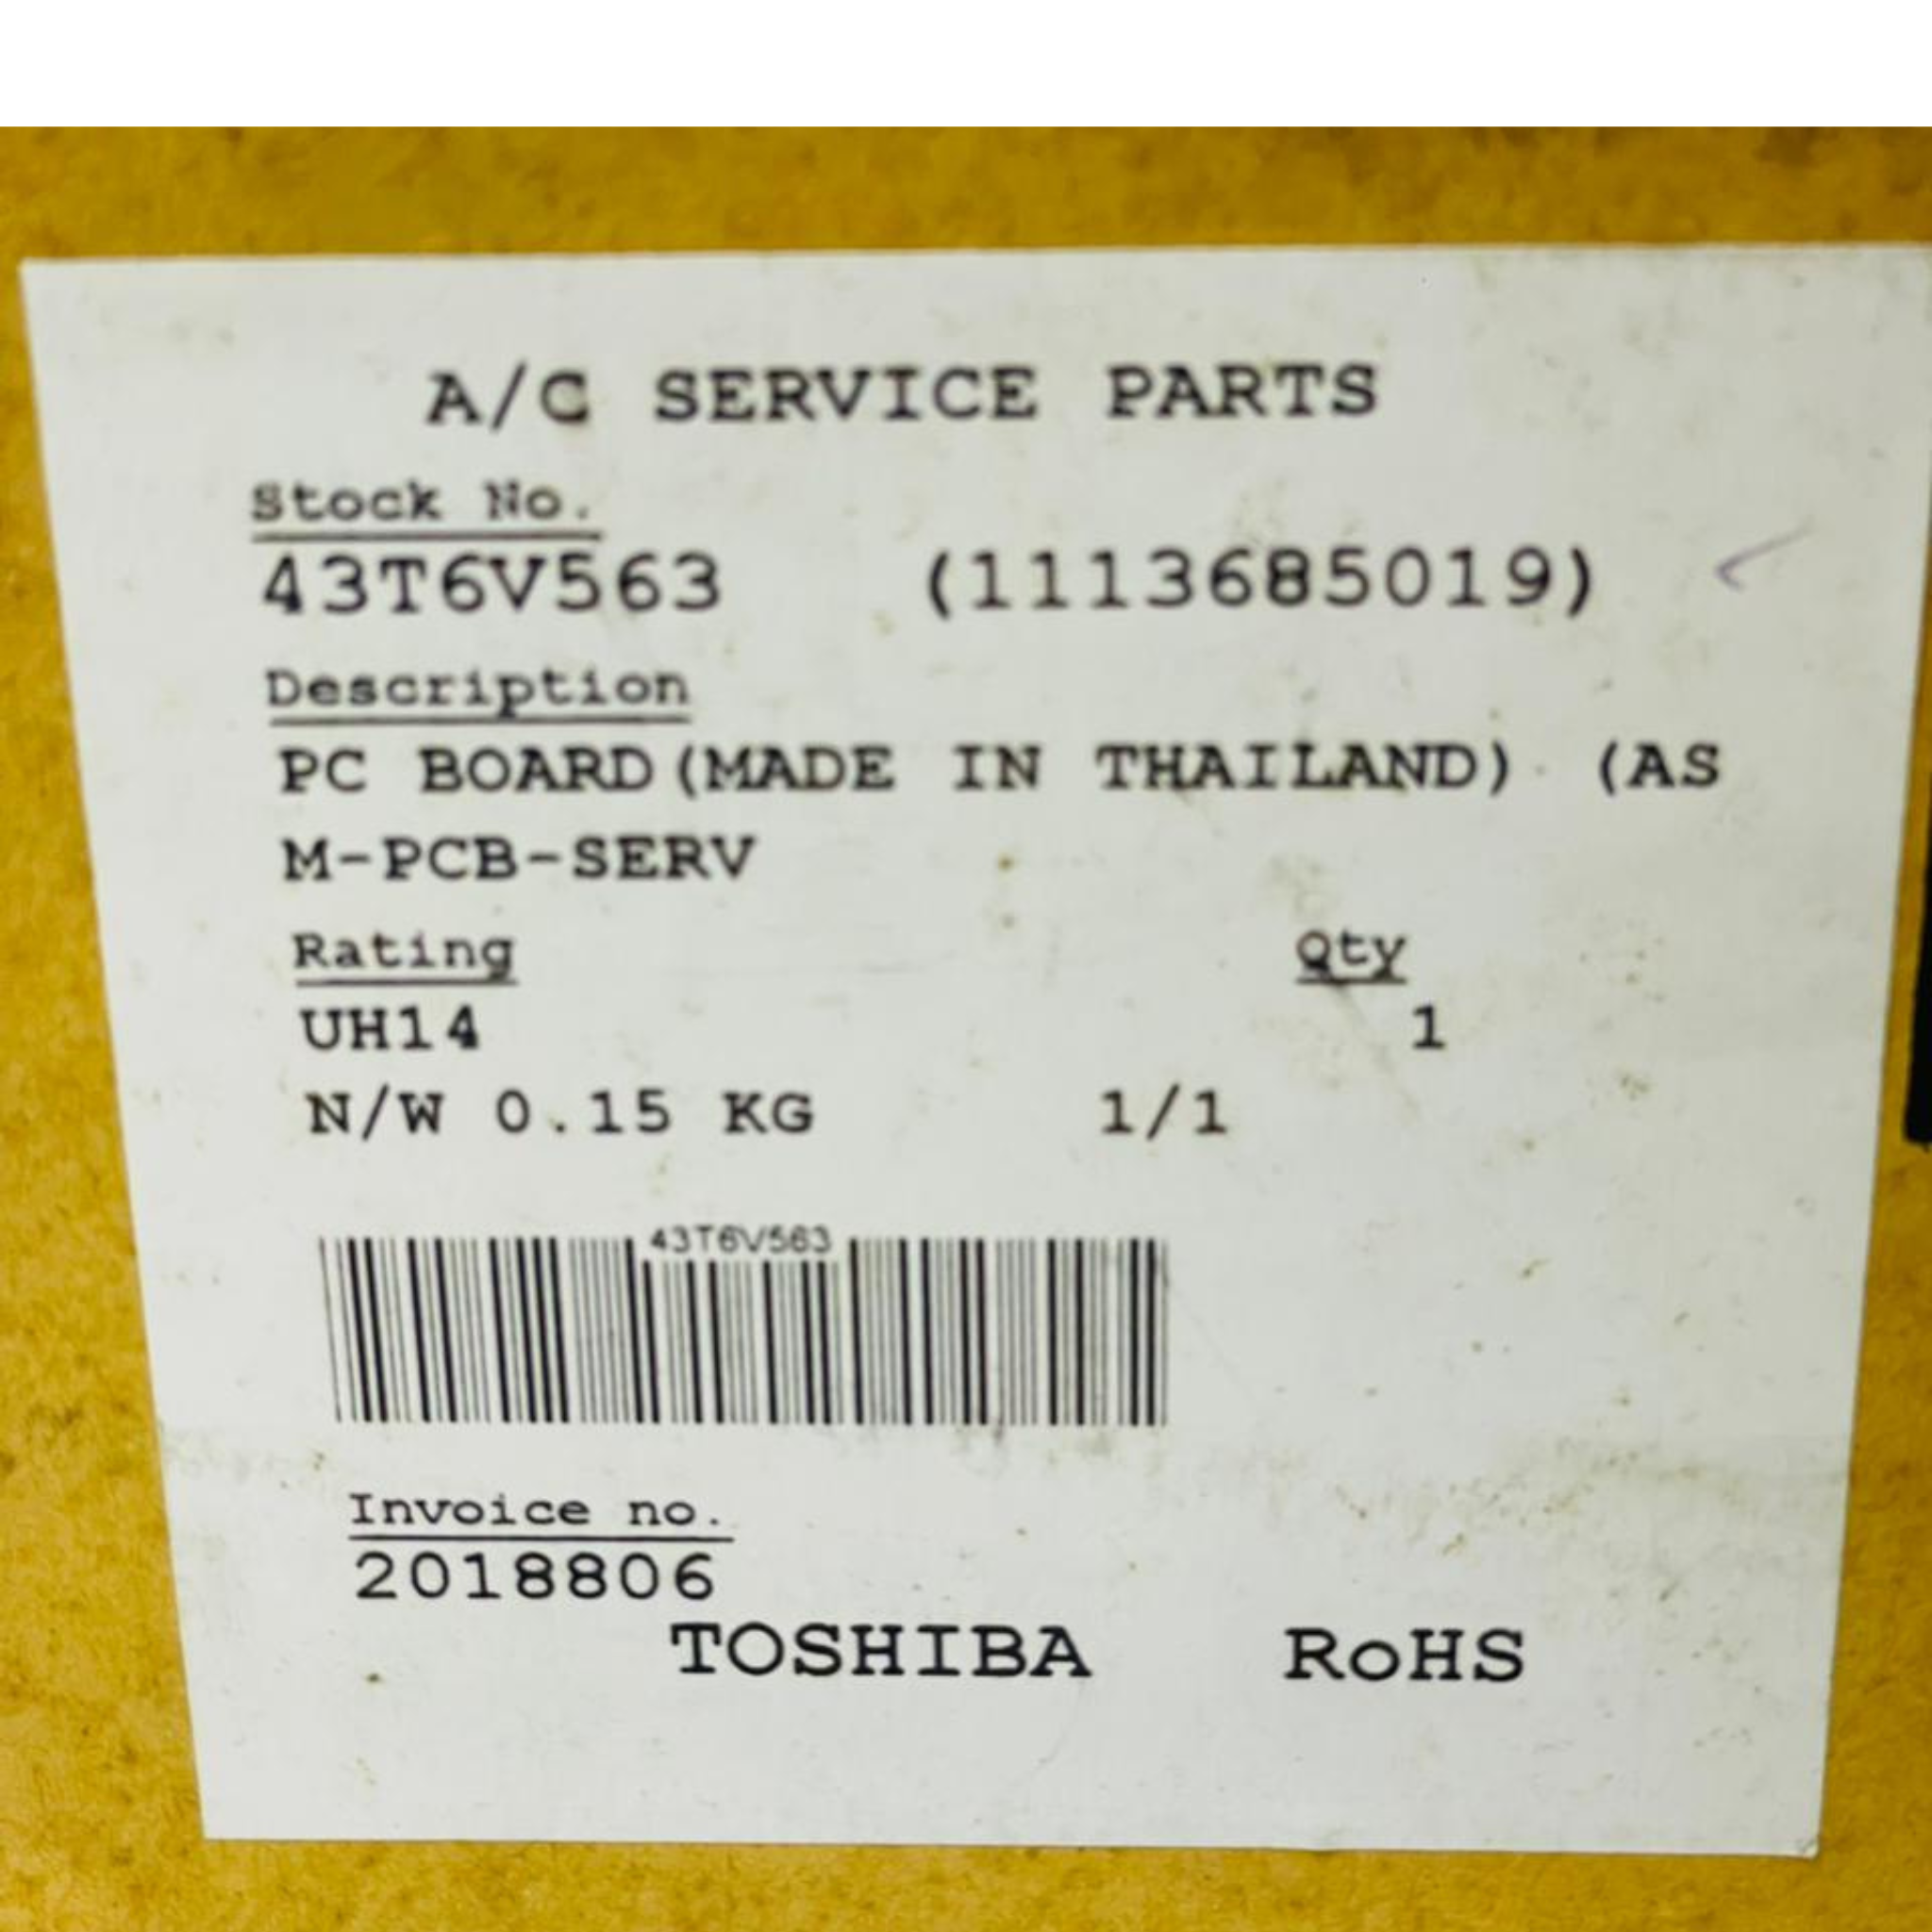 A/C SERVICE PARTS
Stock No.
43T6V563 (1113685019)
Description
PC BOARD(MADE IN THAILAND) (AS
M-PCB-SERV
Rating Qty
UH14 1
N/W 0.15 KG 1/1
43T6V563
Invoice no.
2018806
TOSHIBA RoHS